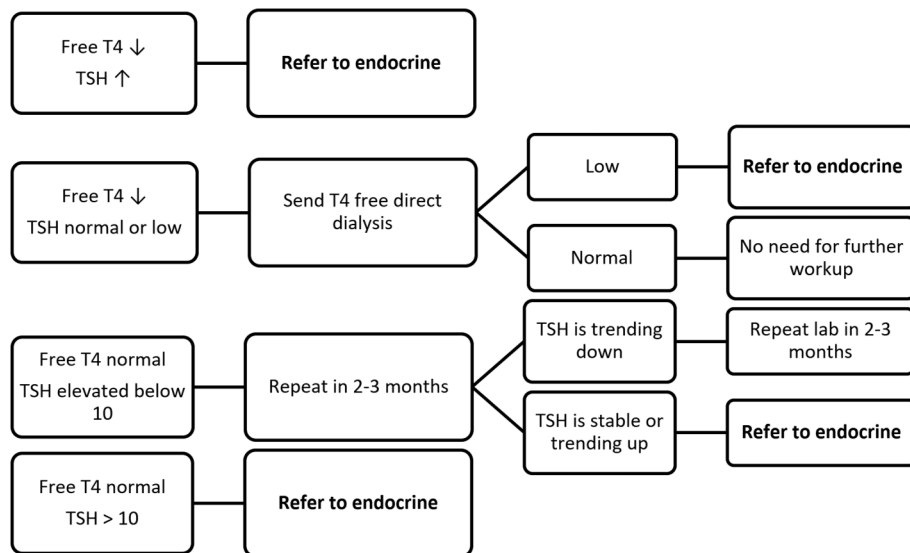 Free T4 ↓
TSH ↑
Refer to endocrine
Free T4 ↓
TSH normal or low
Send T4 free direct
dialysis
Low
Refer to endocrine
Normal
No need for further
workup
Free T4 normal
TSH elevated below
10
Repeat in 2-3 months
TSH is trending
down
Repeat lab in 2-3
months
TSH is stable or
trending up
Refer to endocrine
Free T4 normal
TSH > 10
Refer to endocrine